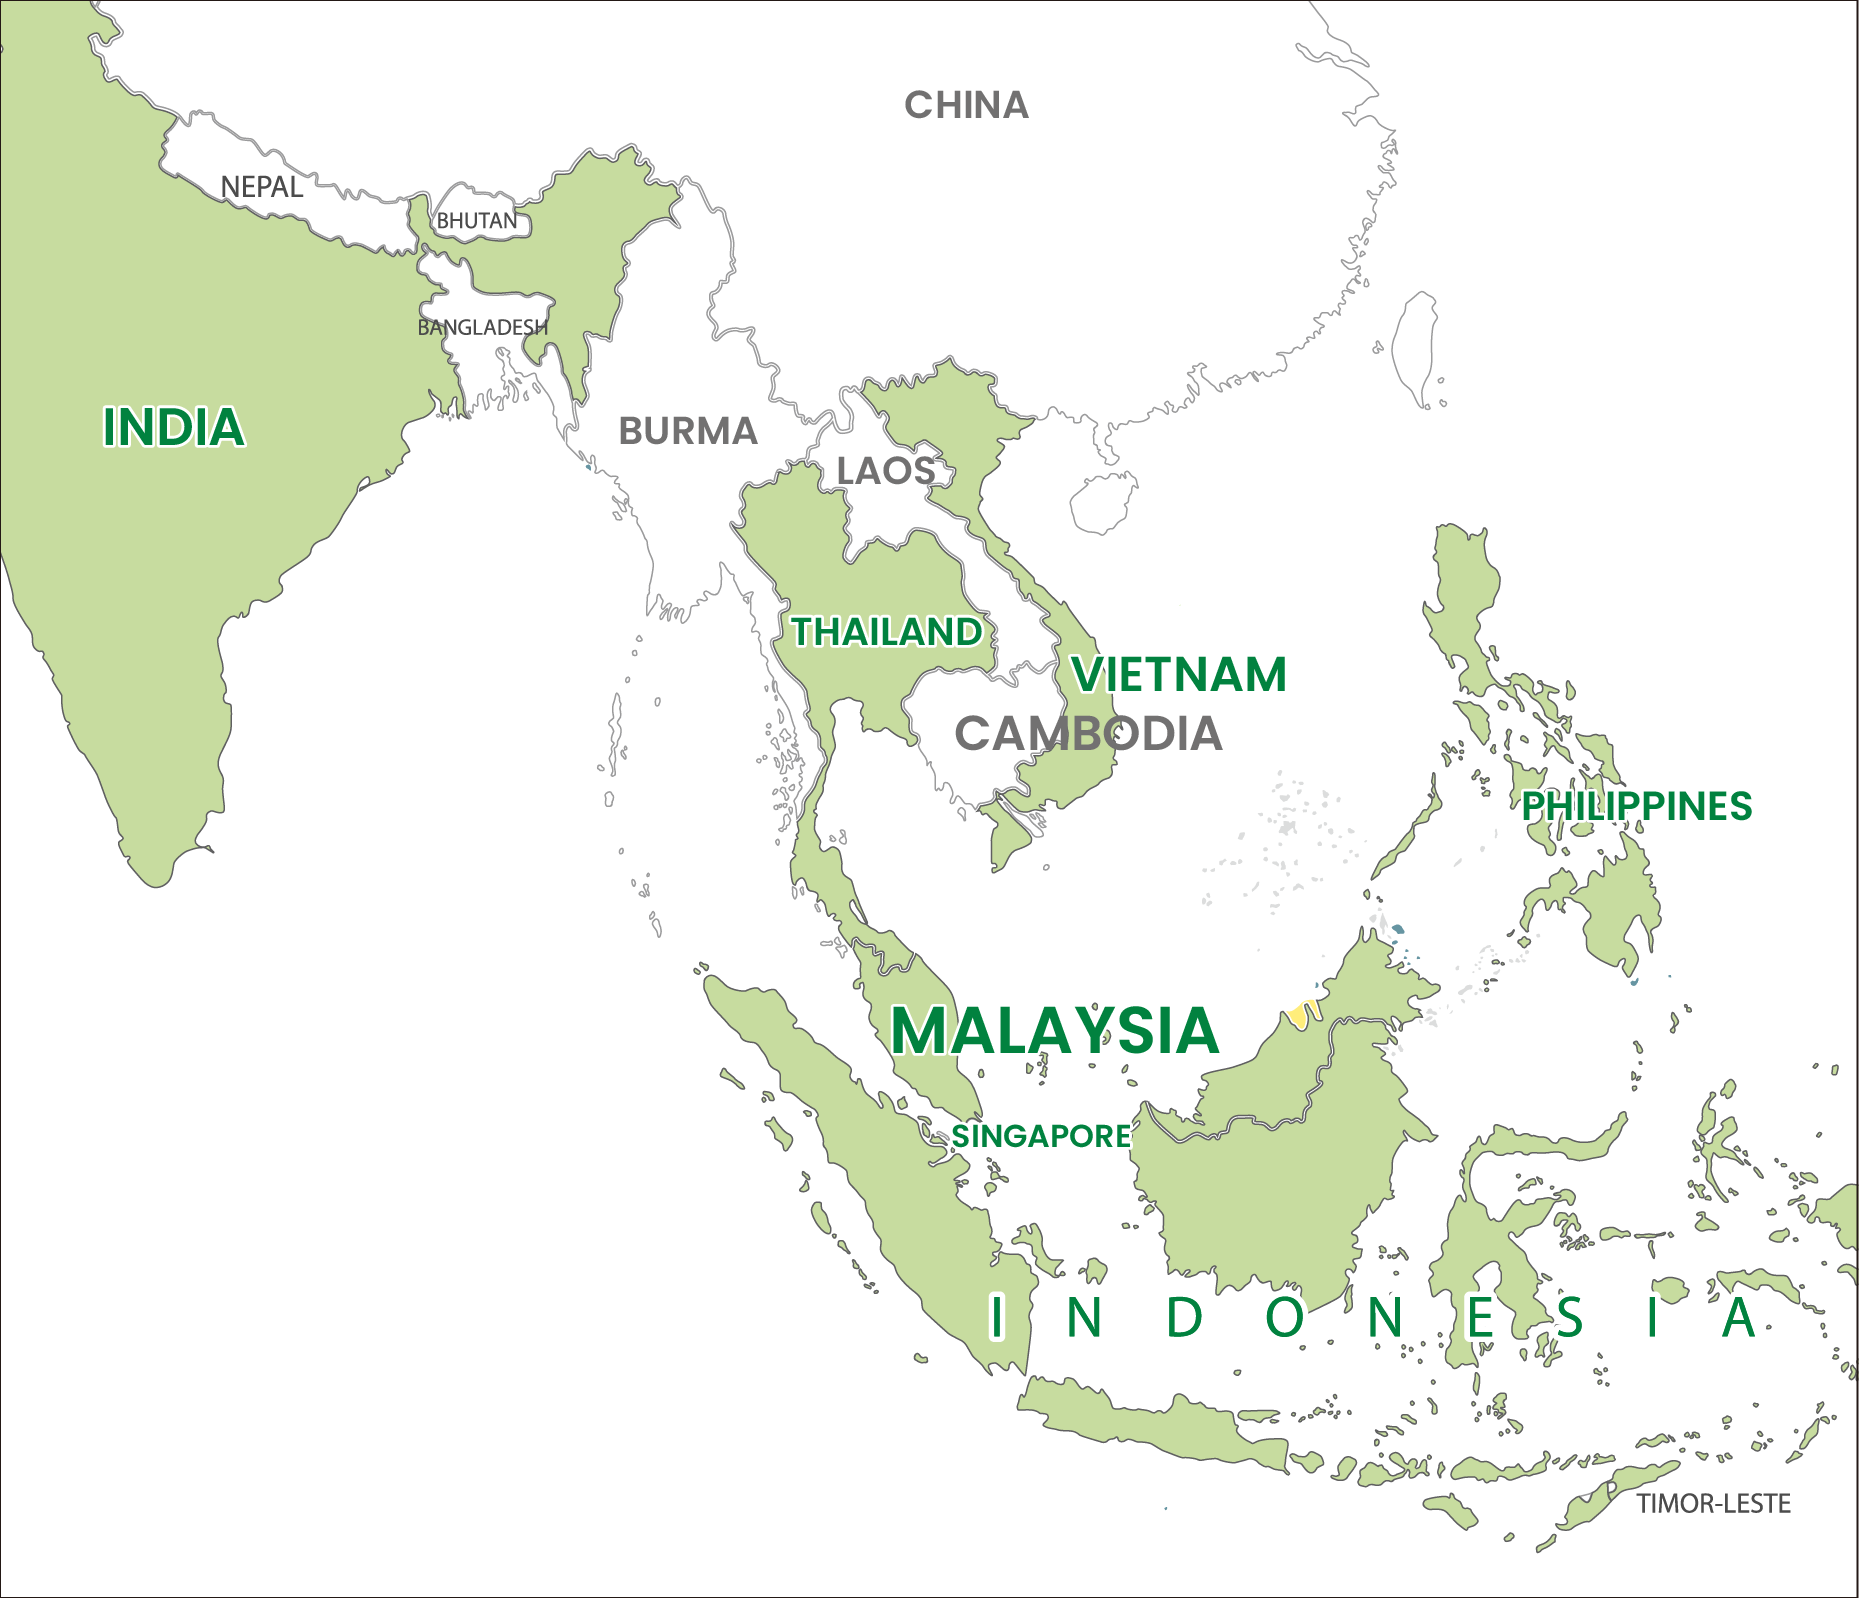 CHINA
NEPAL
BHUTAN
BANGLADESH
INDIA
BURMA
LAOS
THAILAND
VIETNAM
CAMBODIA
PHILIPPINES
MALAYSIA
SINGAPORE
INDONESIA
TIMOR-LESTE